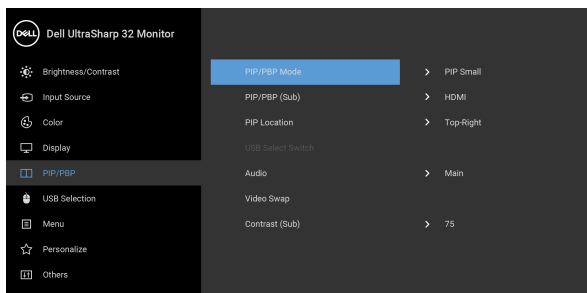 DELL Dell UltraSharp 32 Monitor
Brightness/Contrast
Input Source
Color
Display
PIP/PBP
USB Selection
Menu
Personalize
Others
PIP/PBP Mode > PIP Small
PIP/PBP (Sub) > HDMI
PIP Location > Top-Right
USB Select Switch
Audio > Main
Video Swap
Contrast (Sub) > 75